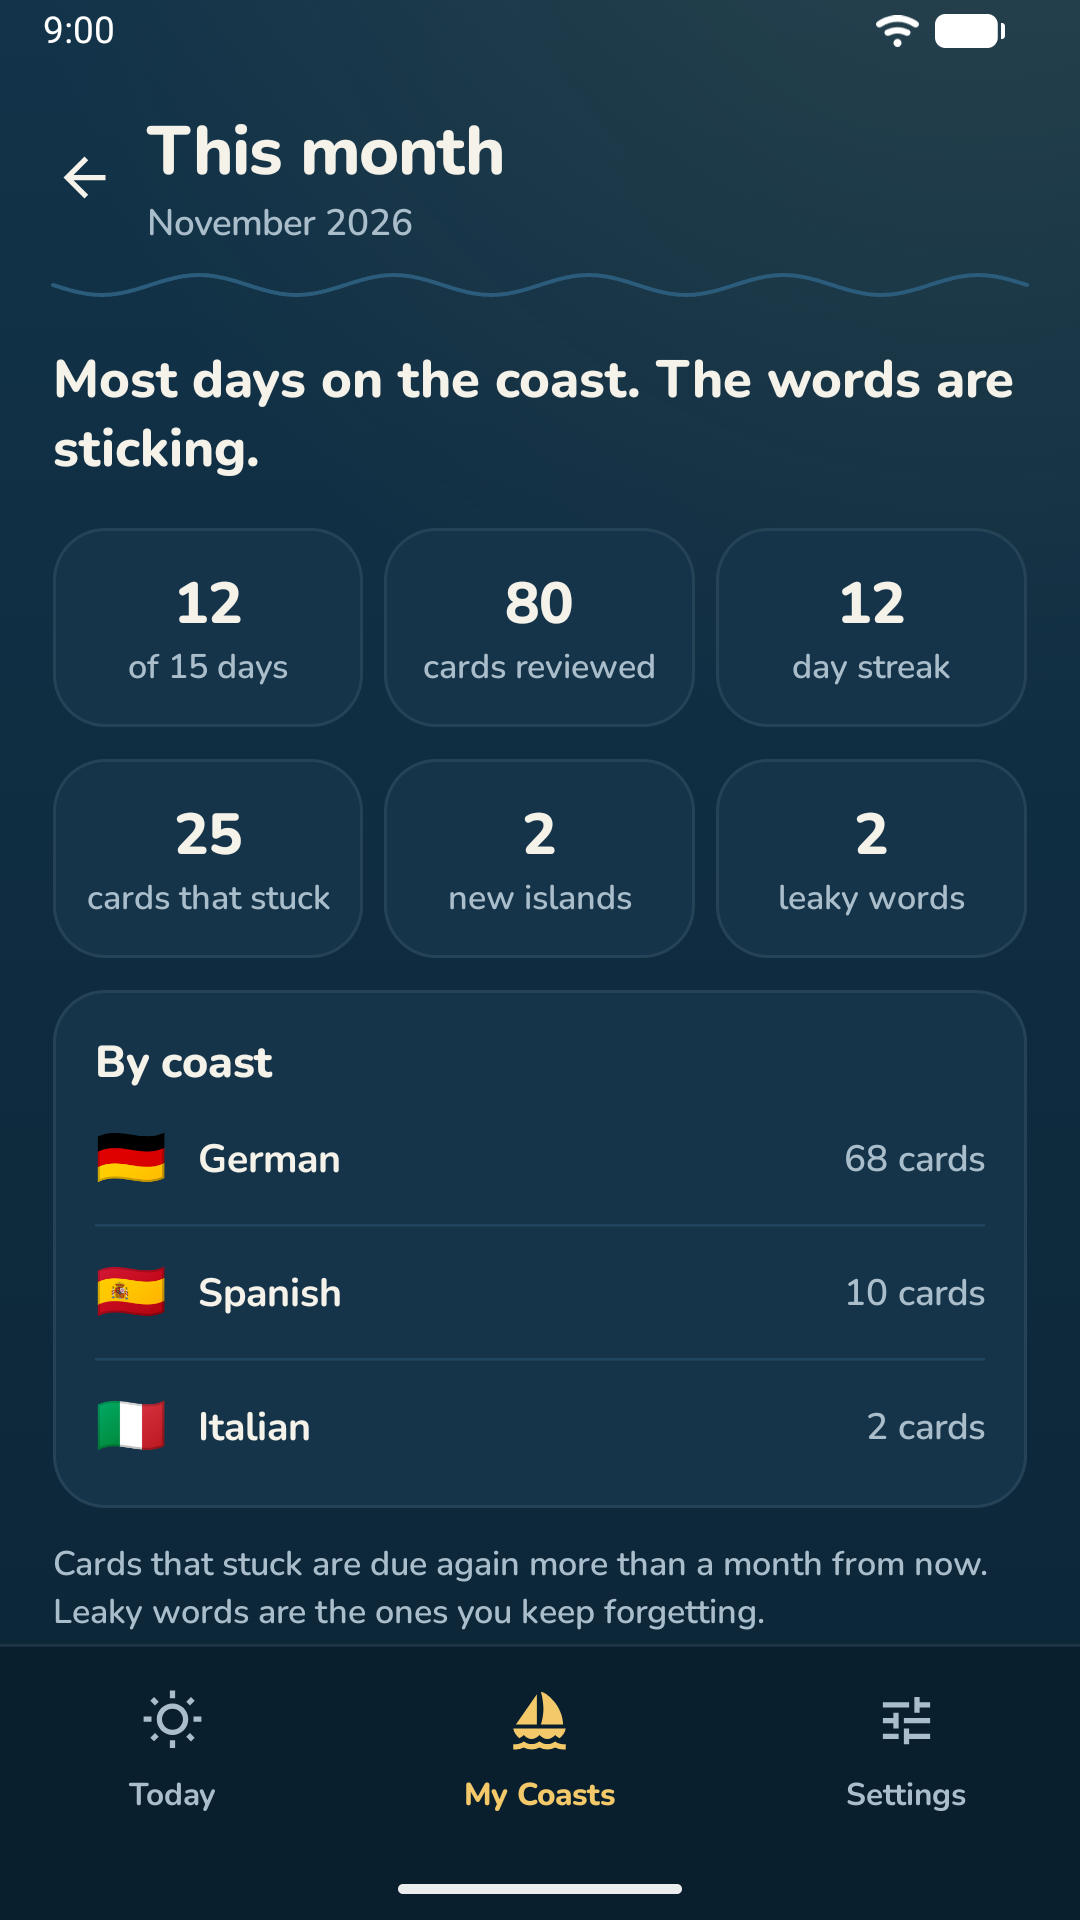 9:00
This month
November 2026
Most days on the coast. The words are
sticking.
12
of 15 days
80
cards reviewed
12
day streak
25
cards that stuck
2
new islands
2
leaky words
By coast
German
68 cards
Spanish
10 cards
Italian
2 cards
Cards that stuck are due again more than a month from now.
Leaky words are the ones you keep forgetting.
Today
My Coasts
Settings